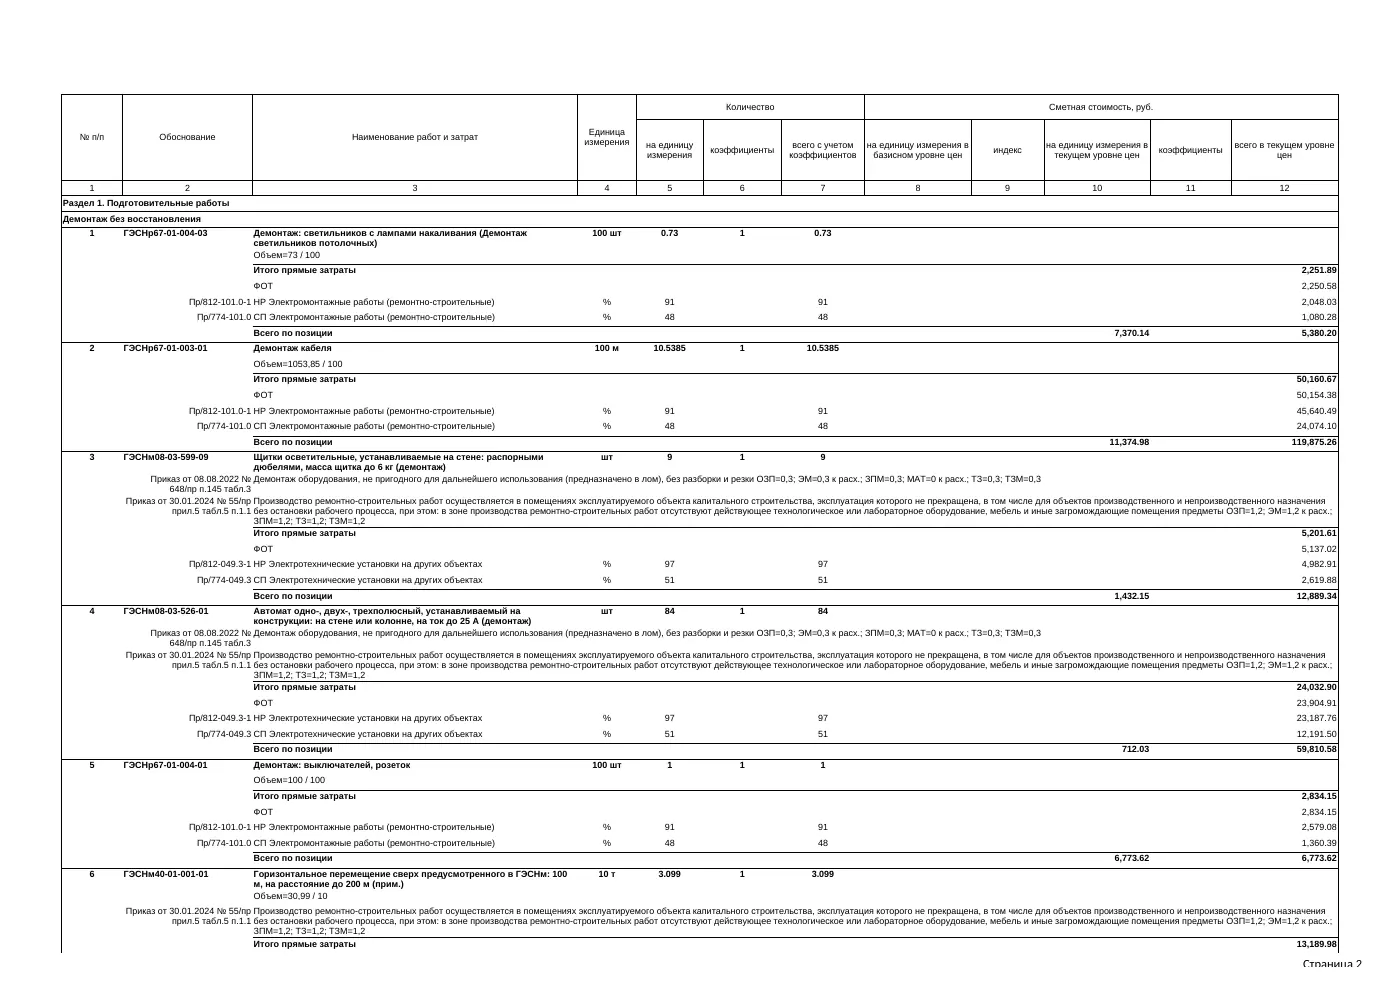 № п/п Обоснование Наименование работ и затрат Единица измерения Количество Сметная стоимость, руб.
на единицу измерения коэффициенты всего с учетом коэффициентов на единицу измерения в базисном уровне цен индекс на единицу измерения в текущем уровне цен коэффициенты всего в текущем уровне цен
1 2 3 4 5 6 7 8 9 10 11 12
Раздел 1. Подготовительные работы
Демонтаж без восстановления
1 ГЭСНр67-01-004-03 Демонтаж: светильников с лампами накаливания (Демонтаж 100 шт 0.73 1 0.73
светильников потолочных)
Объем=73 / 100
Итого прямые затраты 2,251.89
ФОТ 2,250.58
Пр/812-101.0-1 НР Электромонтажные работы (ремонтно-строительные) % 91 91 2,048.03
Пр/774-101.0 СП Электромонтажные работы (ремонтно-строительные) % 48 48 1,080.28
Всего по позиции 7,370.14 5,380.20
2 ГЭСНр67-01-003-01 Демонтаж кабеля 100 м 10.5385 1 10.5385
Объем=1053,85 / 100
Итого прямые затраты 50,160.67
ФОТ 50,154.38
Пр/812-101.0-1 НР Электромонтажные работы (ремонтно-строительные) % 91 91 45,640.49
Пр/774-101.0 СП Электромонтажные работы (ремонтно-строительные) % 48 48 24,074.10
Всего по позиции 11,374.98 119,875.26
3 ГЭСНм08-03-599-09 Щитки осветительные, устанавливаемые на стене: распорными шт 9 1 9
дюбелями, масса щитка до 6 кг (демонтаж)
Приказ от 08.08.2022 № Демонтаж оборудования, не пригодного для дальнейшего использования (предназначено в лом), без разборки и резки ОЗП=0,3; ЭМ=0,3 к расх.; ЗПМ=0,3; МАТ=0 к расх.; ТЗ=0,3; ТЗМ=0,3
648/пр п.145 табл.3
Приказ от 30.01.2024 № 55/пр Производство ремонтно-строительных работ осуществляется в помещениях эксплуатируемого объекта капитального строительства, эксплуатация которого не прекращена, в том числе для объектов производственного и непроизводственного назначения
прил.5 табл.5 п.1.1 без остановки рабочего процесса, при этом: в зоне производства ремонтно-строительных работ отсутствуют действующее технологическое или лабораторное оборудование, мебель и иные загромождающие помещения предметы ОЗП=1,2; ЭМ=1,2 к расх.;
ЗПМ=1,2; ТЗ=1,2; ТЗМ=1,2
Итого прямые затраты 5,201.61
ФОТ 5,137.02
Пр/812-049.3-1 НР Электротехнические установки на других объектах % 97 97 4,982.91
Пр/774-049.3 СП Электротехнические установки на других объектах % 51 51 2,619.88
Всего по позиции 1,432.15 12,889.34
4 ГЭСНм08-03-526-01 Автомат одно-, двух-, трехполюсный, устанавливаемый на шт 84 1 84
конструкции: на стене или колонне, на ток до 25 А (демонтаж)
Приказ от 08.08.2022 № Демонтаж оборудования, не пригодного для дальнейшего использования (предназначено в лом), без разборки и резки ОЗП=0,3; ЭМ=0,3 к расх.; ЗПМ=0,3; МАТ=0 к расх.; ТЗ=0,3; ТЗМ=0,3
648/пр п.145 табл.3
Приказ от 30.01.2024 № 55/пр Производство ремонтно-строительных работ осуществляется в помещениях эксплуатируемого объекта капитального строительства, эксплуатация которого не прекращена, в том числе для объектов производственного и непроизводственного назначения
прил.5 табл.5 п.1.1 без остановки рабочего процесса, при этом: в зоне производства ремонтно-строительных работ отсутствуют действующее технологическое или лабораторное оборудование, мебель и иные загромождающие помещения предметы ОЗП=1,2; ЭМ=1,2 к расх.;
ЗПМ=1,2; ТЗ=1,2; ТЗМ=1,2
Итого прямые затраты 24,032.90
ФОТ 23,904.91
Пр/812-049.3-1 НР Электротехнические установки на других объектах % 97 97 23,187.76
Пр/774-049.3 СП Электротехнические установки на других объектах % 51 51 12,191.50
Всего по позиции 712.03 59,810.58
5 ГЭСНр67-01-004-01 Демонтаж: выключателей, розеток 100 шт 1 1 1
Объем=100 / 100
Итого прямые затраты 2,834.15
ФОТ 2,834.15
Пр/812-101.0-1 НР Электромонтажные работы (ремонтно-строительные) % 91 91 2,579.08
Пр/774-101.0 СП Электромонтажные работы (ремонтно-строительные) % 48 48 1,360.39
Всего по позиции 6,773.62 6,773.62
6 ГЭСНм40-01-001-01 Горизонтальное перемещение сверх предусмотренного в ГЭСНм: 100 10 т 3.099 1 3.099
м, на расстояние до 200 м (прим.)
Объем=30,99 / 10
Приказ от 30.01.2024 № 55/пр Производство ремонтно-строительных работ осуществляется в помещениях эксплуатируемого объекта капитального строительства, эксплуатация которого не прекращена, в том числе для объектов производственного и непроизводственного назначения
прил.5 табл.5 п.1.1 без остановки рабочего процесса, при этом: в зоне производства ремонтно-строительных работ отсутствуют действующее технологическое или лабораторное оборудование, мебель и иные загромождающие помещения предметы ОЗП=1,2; ЭМ=1,2 к расх.;
ЗПМ=1,2; ТЗ=1,2; ТЗМ=1,2
Итого прямые затраты 13,189.98
Страница 2